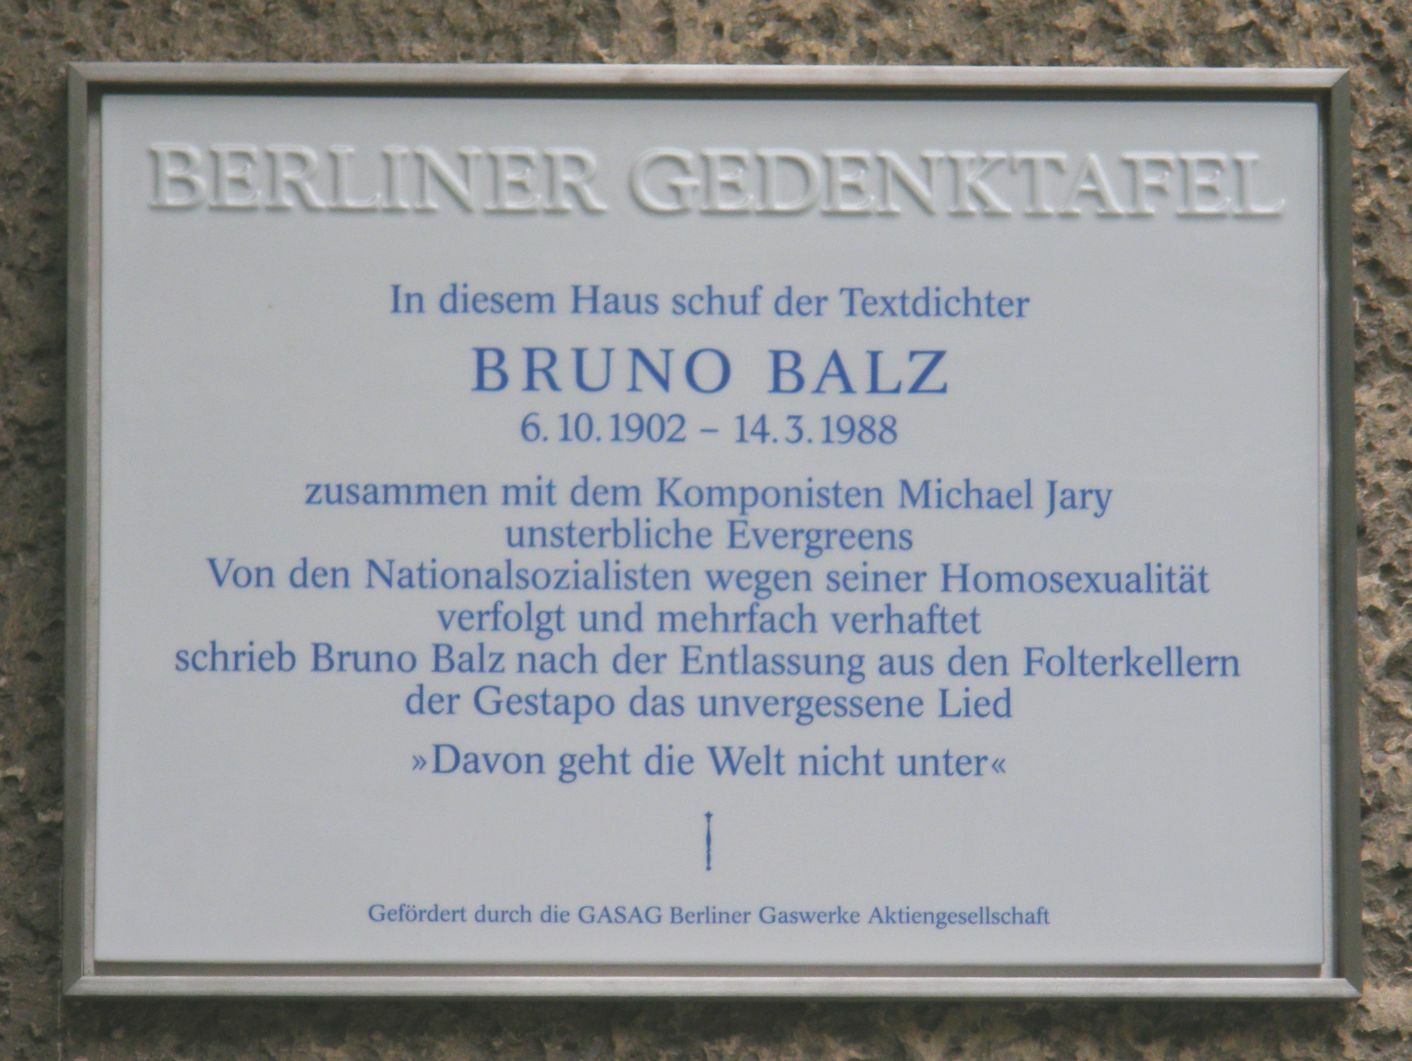 BERLINER GEDENKTAFEL
In diesem Haus schuf der Textdichter
BRUNO BALZ
6.10.1902 – 14.3.1988
zusammen mit dem Komponisten Michael Jary
unsterbliche Evergreens
Von den Nationalsozialisten wegen seiner Homosexualität
verfolgt und mehrfach verhaftet
schrieb Bruno Balz nach der Entlassung aus den Folterkellern
der Gestapo das unvergessene Lied
»Davon geht die Welt nicht unter«
Gefördert durch die GASAG Berliner Gaswerke Aktiengesellschaft